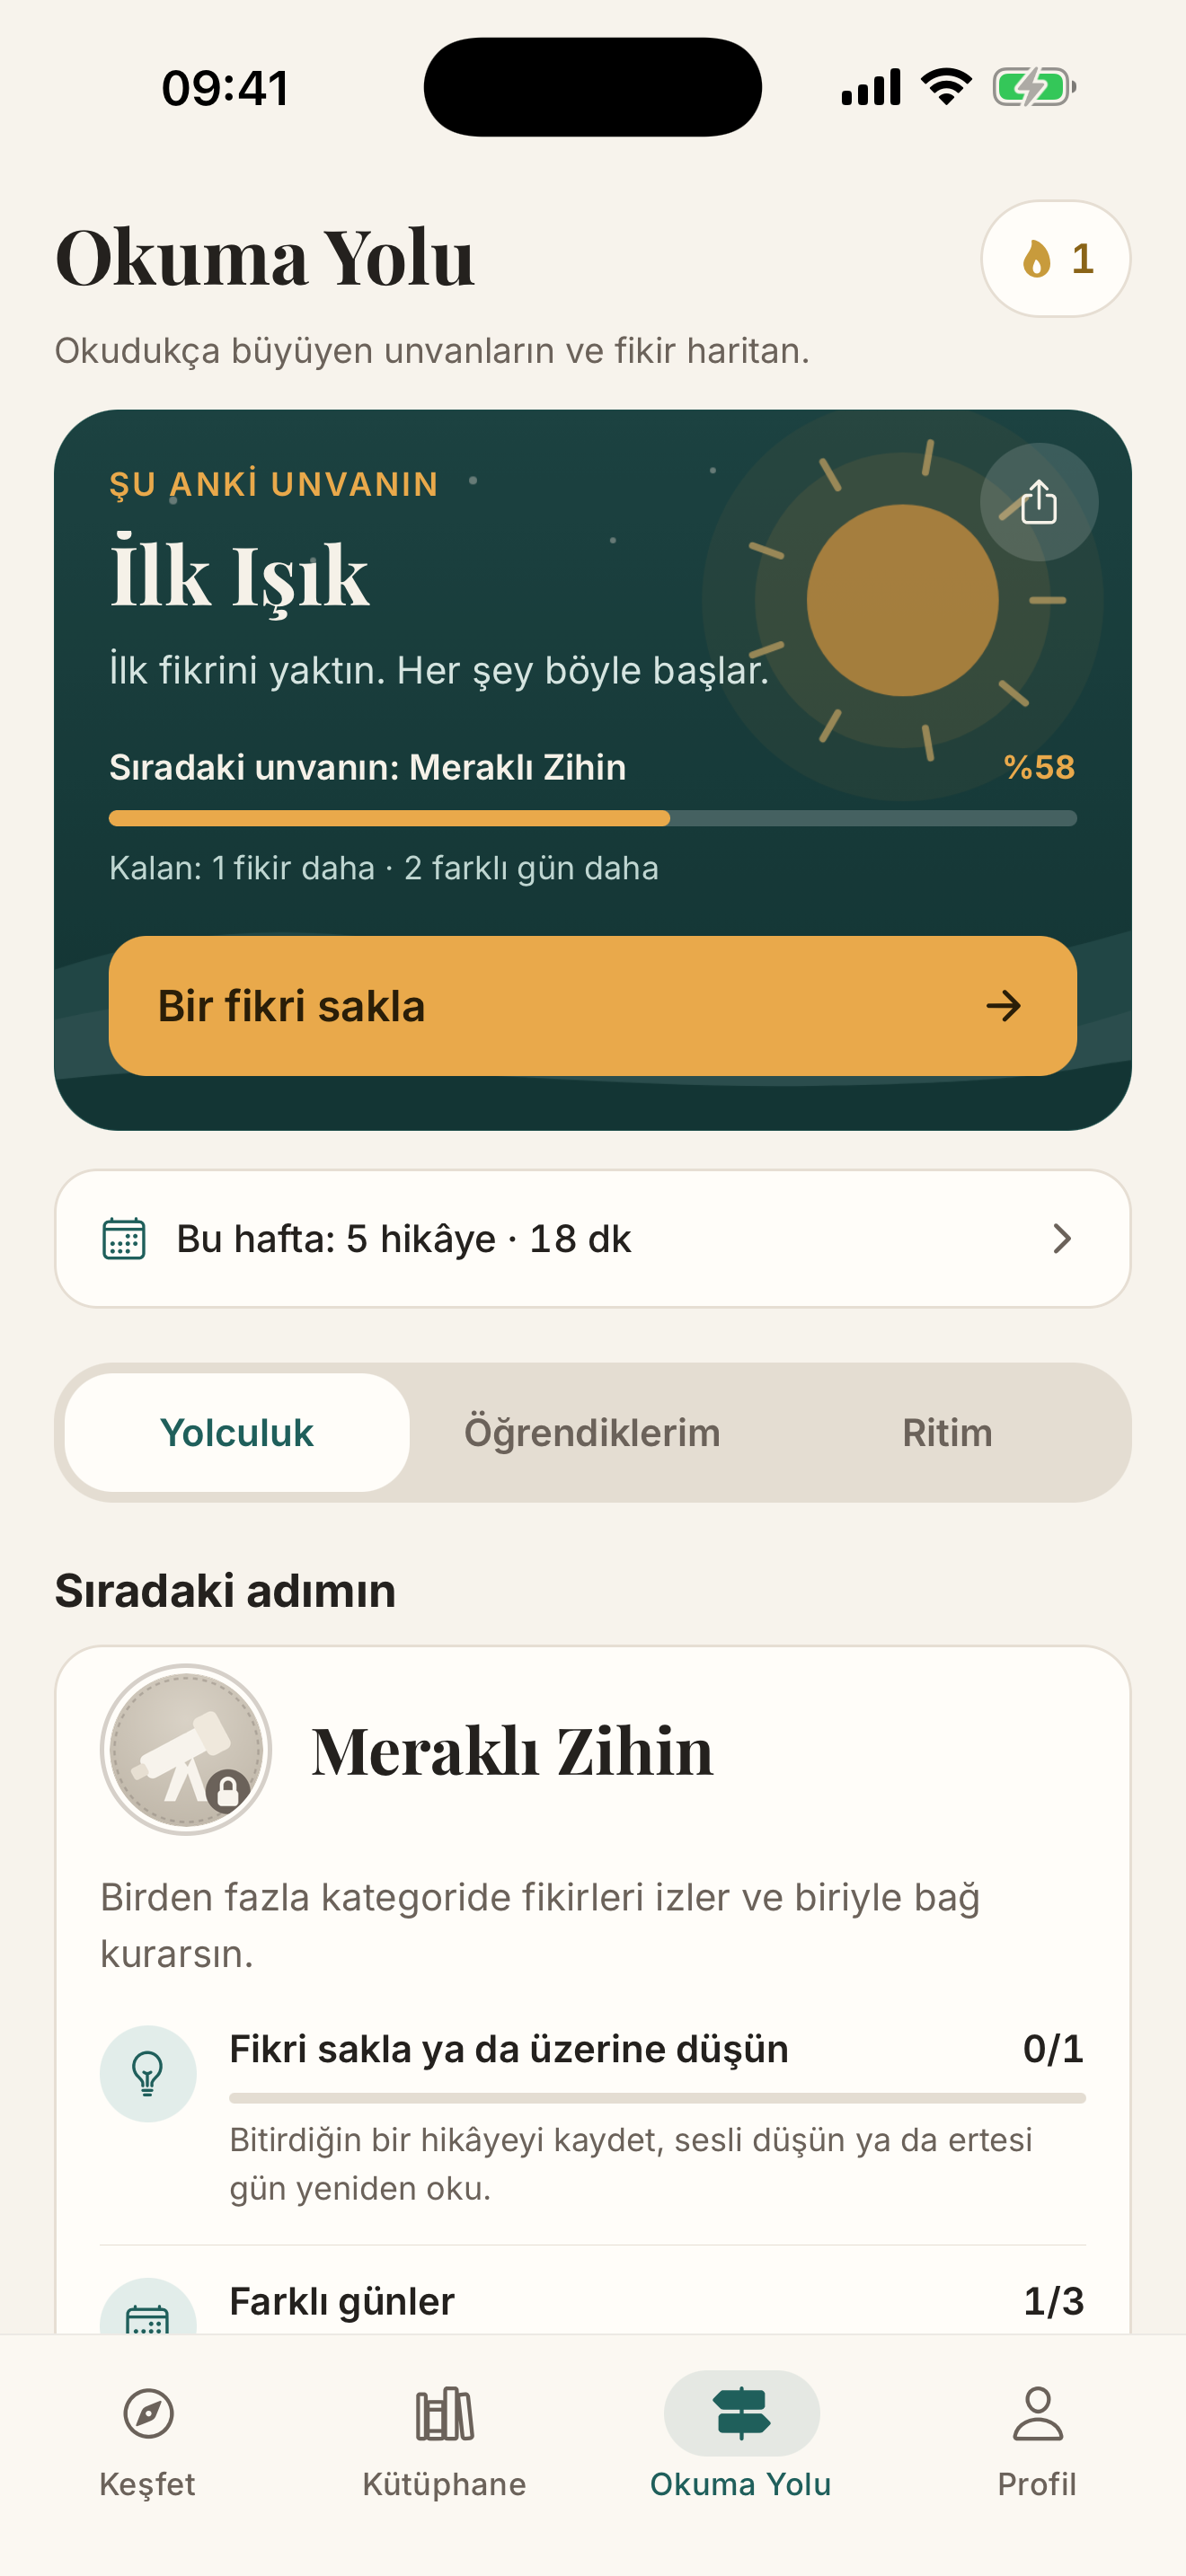 09:41
Okuma Yolu
1
Okudukça büyüyen unvanların ve fikir haritan.
ŞU ANKİ UNVANIN
İlk Işık
İlk fikrini yaktın. Her şey böyle başlar.
Sıradaki unvanın: Meraklı Zihin %58
Kalan: 1 fikir daha · 2 farklı gün daha
Bir fikri sakla
Bu hafta: 5 hikâye · 18 dk
Yolculuk Öğrendiklerim Ritim
Sıradaki adımın
Meraklı Zihin
Birden fazla kategoride fikirleri izler ve biriyle bağ
kurarsın.
Fikri sakla ya da üzerine düşün 0/1
Bitirdiğin bir hikâyeyi kaydet, sesli düşün ya da ertesi
gün yeniden oku.
Farklı günler 1/3
Keşfet Kütüphane Okuma Yolu Profil